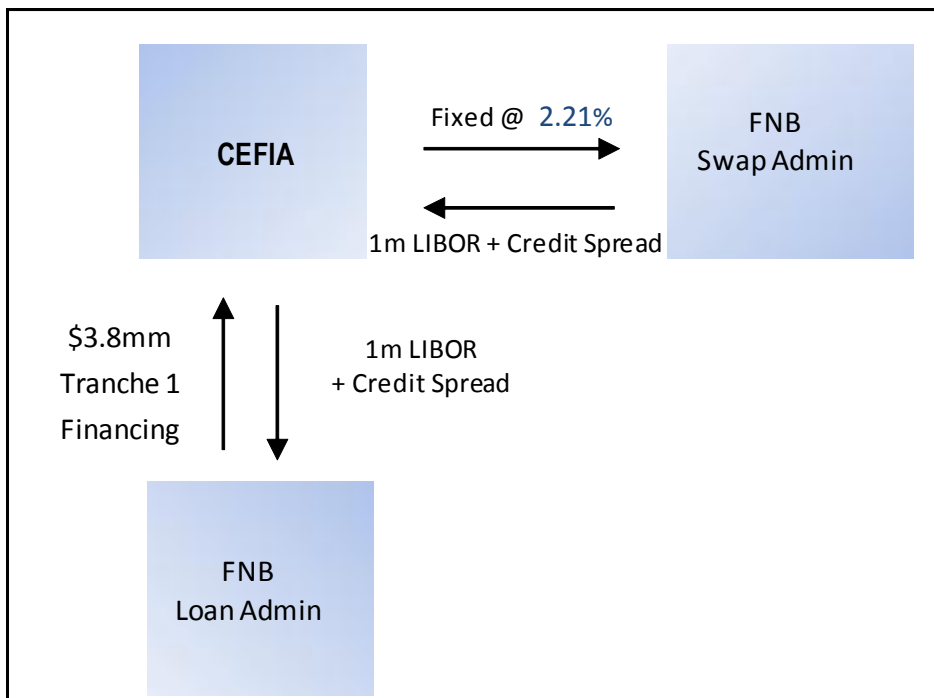 CEFIA
Fixed @ 2.21%
FNB
Swap Admin
1m LIBOR + Credit Spread
$3.8mm
Tranche 1
Financing
1m LIBOR
+ Credit Spread
FNB
Loan Admin